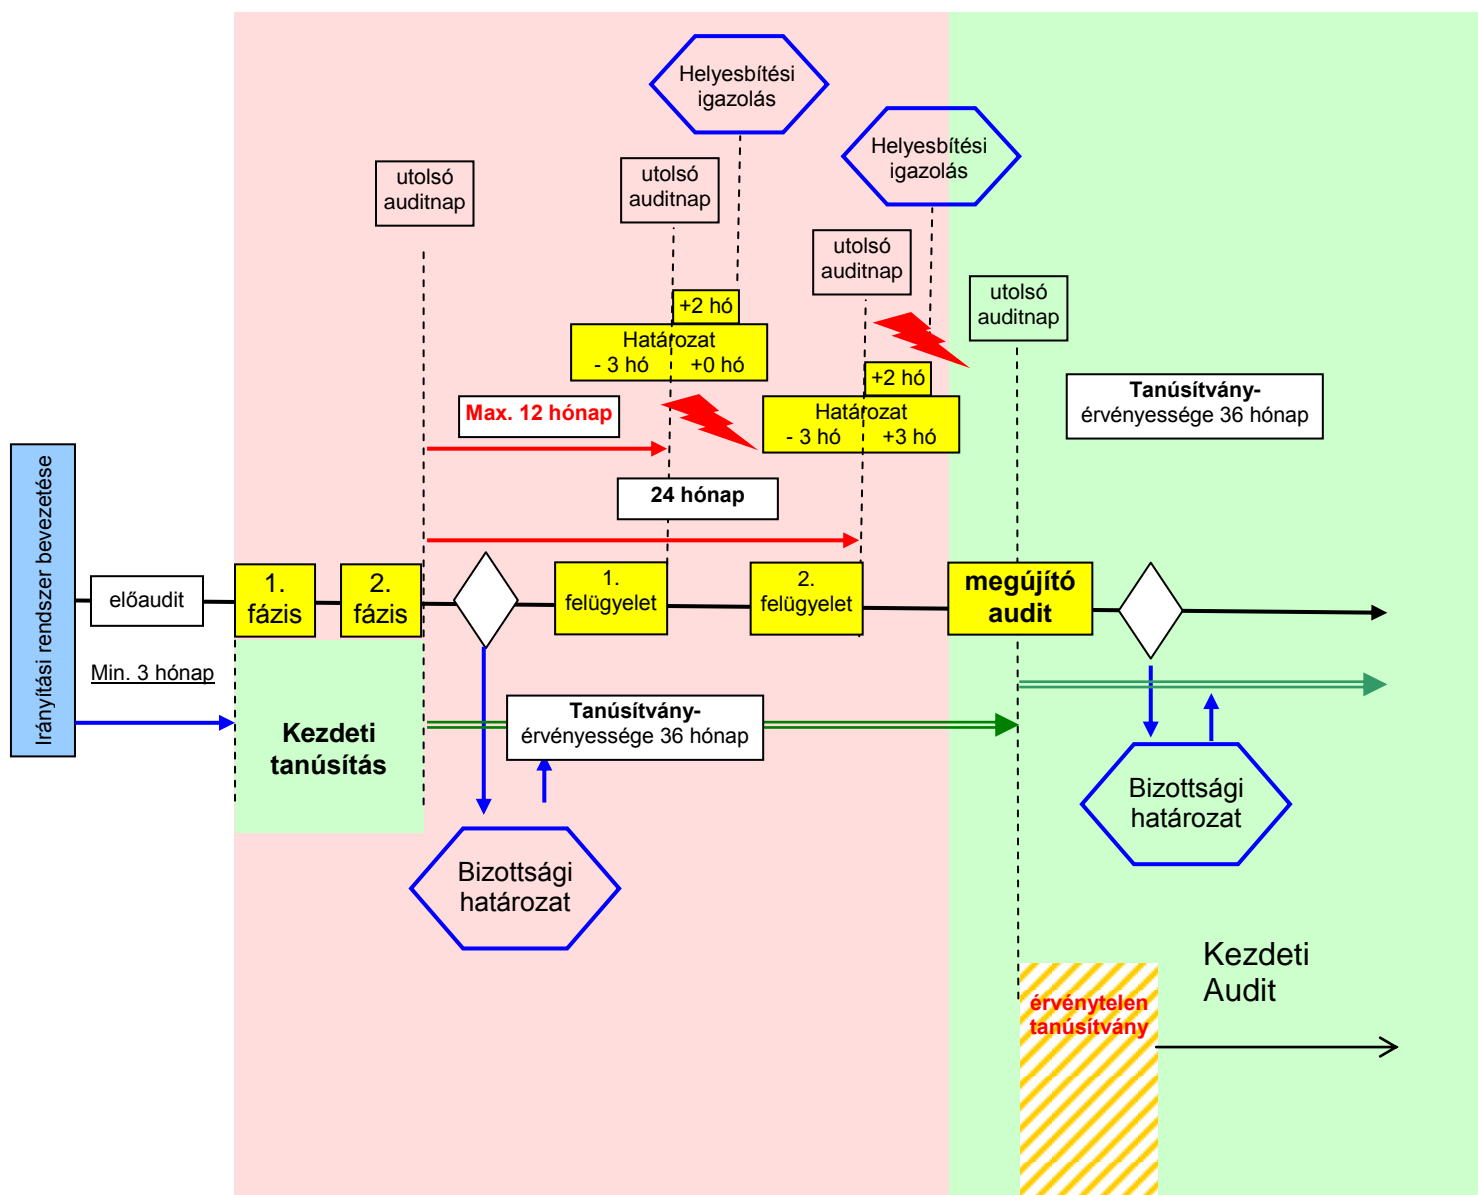 Helyesbítési
igazolás
Helyesbítési
igazolás
utolsó
auditnap
utolsó
auditnap
utolsó
auditnap
utolsó
auditnap
+2 hó
Határozat
- 3 hó +0 hó
+2 hó
Határozat
- 3 hó +3 hó
Max. 12 hónap
Tanúsítvány-
érvényessége 36 hónap
24 hónap
Irányítási rendszer bevezetése
előaudit
1.
fázis
2.
fázis
1.
felügyelet
2.
felügyelet
megújító
audit
Min. 3 hónap
Kezdeti
tanúsítás
Tanúsítvány-
érvényessége 36 hónap
Bizottsági
határozat
Bizottsági
határozat
Kezdeti
Audit
érvénytelen
tanúsítvány